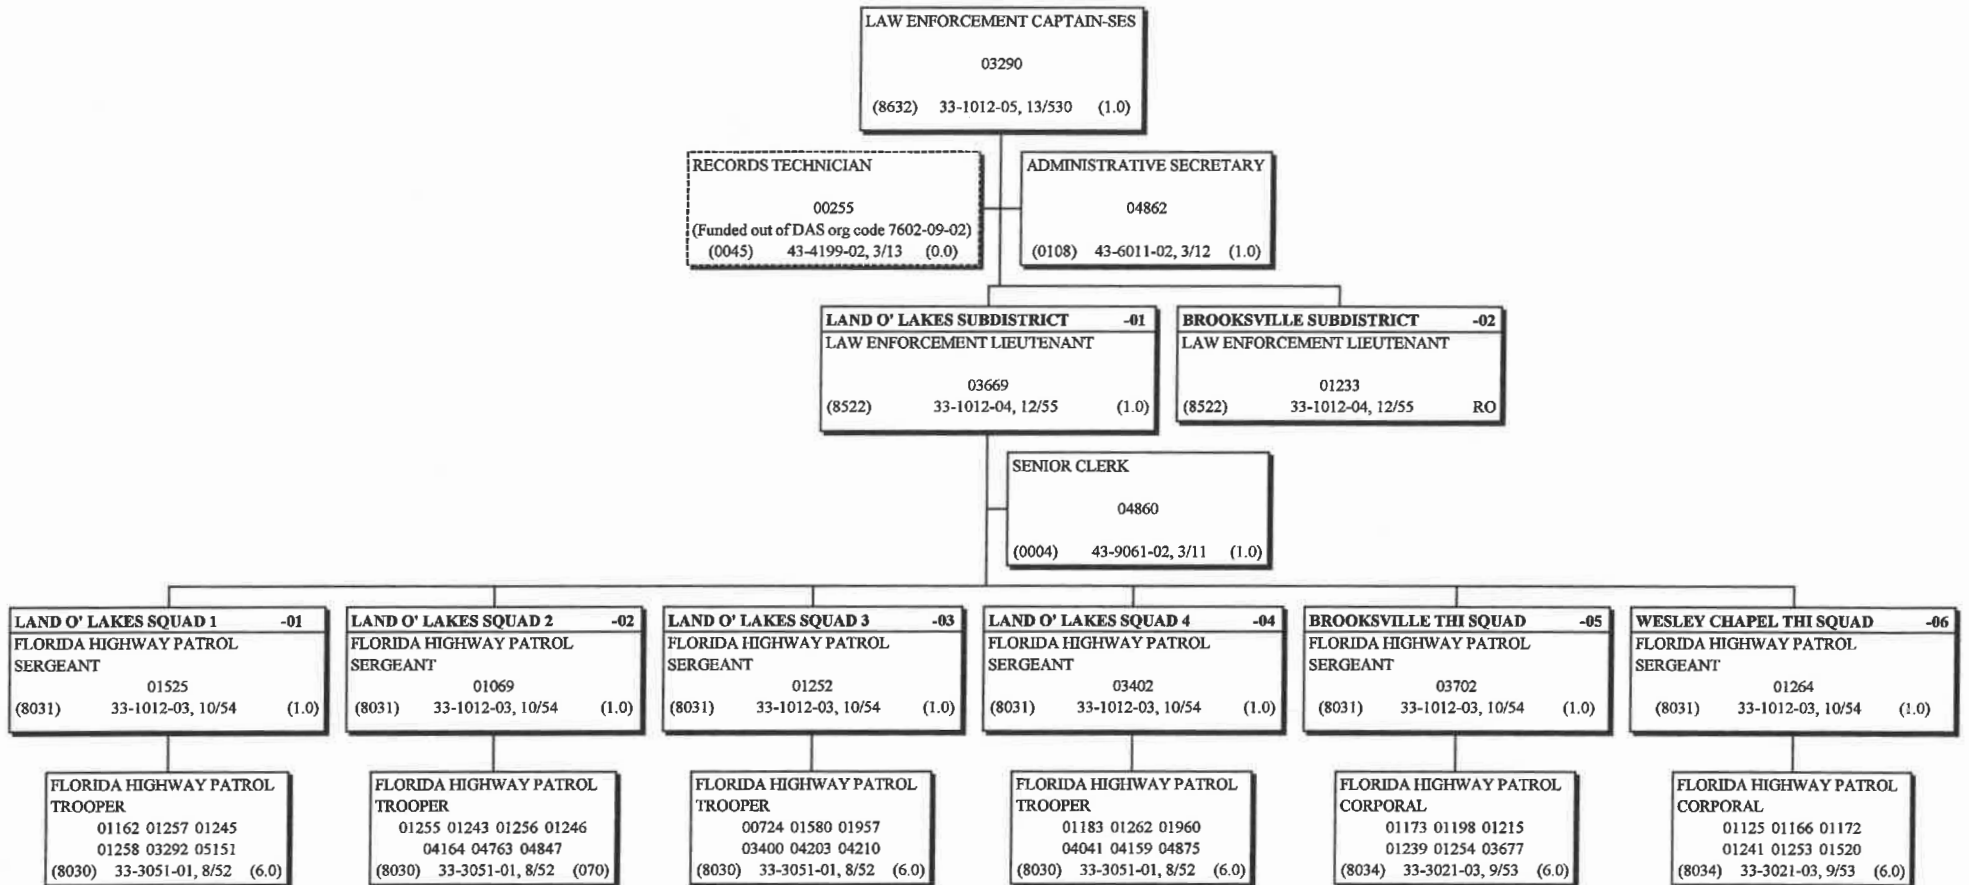 LAW ENFORCEMENT CAPTAIN-SES
03290
(8632) 33-1012-05, 13/530 (1.0)
RECORDS TECHNICIAN
00255
(Funded out of DAS org code 7602-09-02)
(0045) 43-4199-02, 3/13 (0.0)
ADMINISTRATIVE SECRETARY
04862
(0108) 43-6011-02, 3/12 (1.0)
LAND O' LAKES SUBDISTRICT -01
LAW ENFORCEMENT LIEUTENANT
03669
(8522) 33-1012-04, 12/55 (1.0)
BROOKSVILLE SUBDISTRICT -02
LAW ENFORCEMENT LIEUTENANT
01233
(8522) 33-1012-04, 12/55 RO
SENIOR CLERK
04860
(0004) 43-9061-02, 3/11 (1.0)
LAND O' LAKES SQUAD 1 -01
FLORIDA HIGHWAY PATROL
SERGEANT
01525
(8031) 33-1012-03, 10/54 (1.0)
LAND O' LAKES SQUAD 2 -02
FLORIDA HIGHWAY PATROL
SERGEANT
01069
(8031) 33-1012-03, 10/54 (1.0)
LAND O' LAKES SQUAD 3 -03
FLORIDA HIGHWAY PATROL
SERGEANT
01252
(8031) 33-1012-03, 10/54 (1.0)
LAND O' LAKES SQUAD 4 -04
FLORIDA HIGHWAY PATROL
SERGEANT
03402
(8031) 33-1012-03, 10/54 (1.0)
BROOKSVILLE THI SQUAD -05
FLORIDA HIGHWAY PATROL
SERGEANT
03702
(8031) 33-1012-03, 10/54 (1.0)
WESLEY CHAPEL THI SQUAD -06
FLORIDA HIGHWAY PATROL
SERGEANT
01264
(8031) 33-1012-03, 10/54 (1.0)
FLORIDA HIGHWAY PATROL
TROOPER
01162 01257 01245
01258 03292 05151
(8030) 33-3051-01, 8/52 (6.0)
FLORIDA HIGHWAY PATROL
TROOPER
01255 01243 01256 01246
04164 04763 04847
(8030) 33-3051-01, 8/52 (070)
FLORIDA HIGHWAY PATROL
TROOPER
00724 01580 01957
03400 04203 04210
(8030) 33-3051-01, 8/52 (6.0)
FLORIDA HIGHWAY PATROL
TROOPER
01183 01262 01960
04041 04159 04875
(8030) 33-3051-01, 8/52 (6.0)
FLORIDA HIGHWAY PATROL
CORPORAL
01173 01198 01215
01239 01254 03677
(8034) 33-3021-03, 9/53 (6.0)
FLORIDA HIGHWAY PATROL
CORPORAL
01125 01166 01172
01241 01253 01520
(8034) 33-3021-03, 9/53 (6.0)